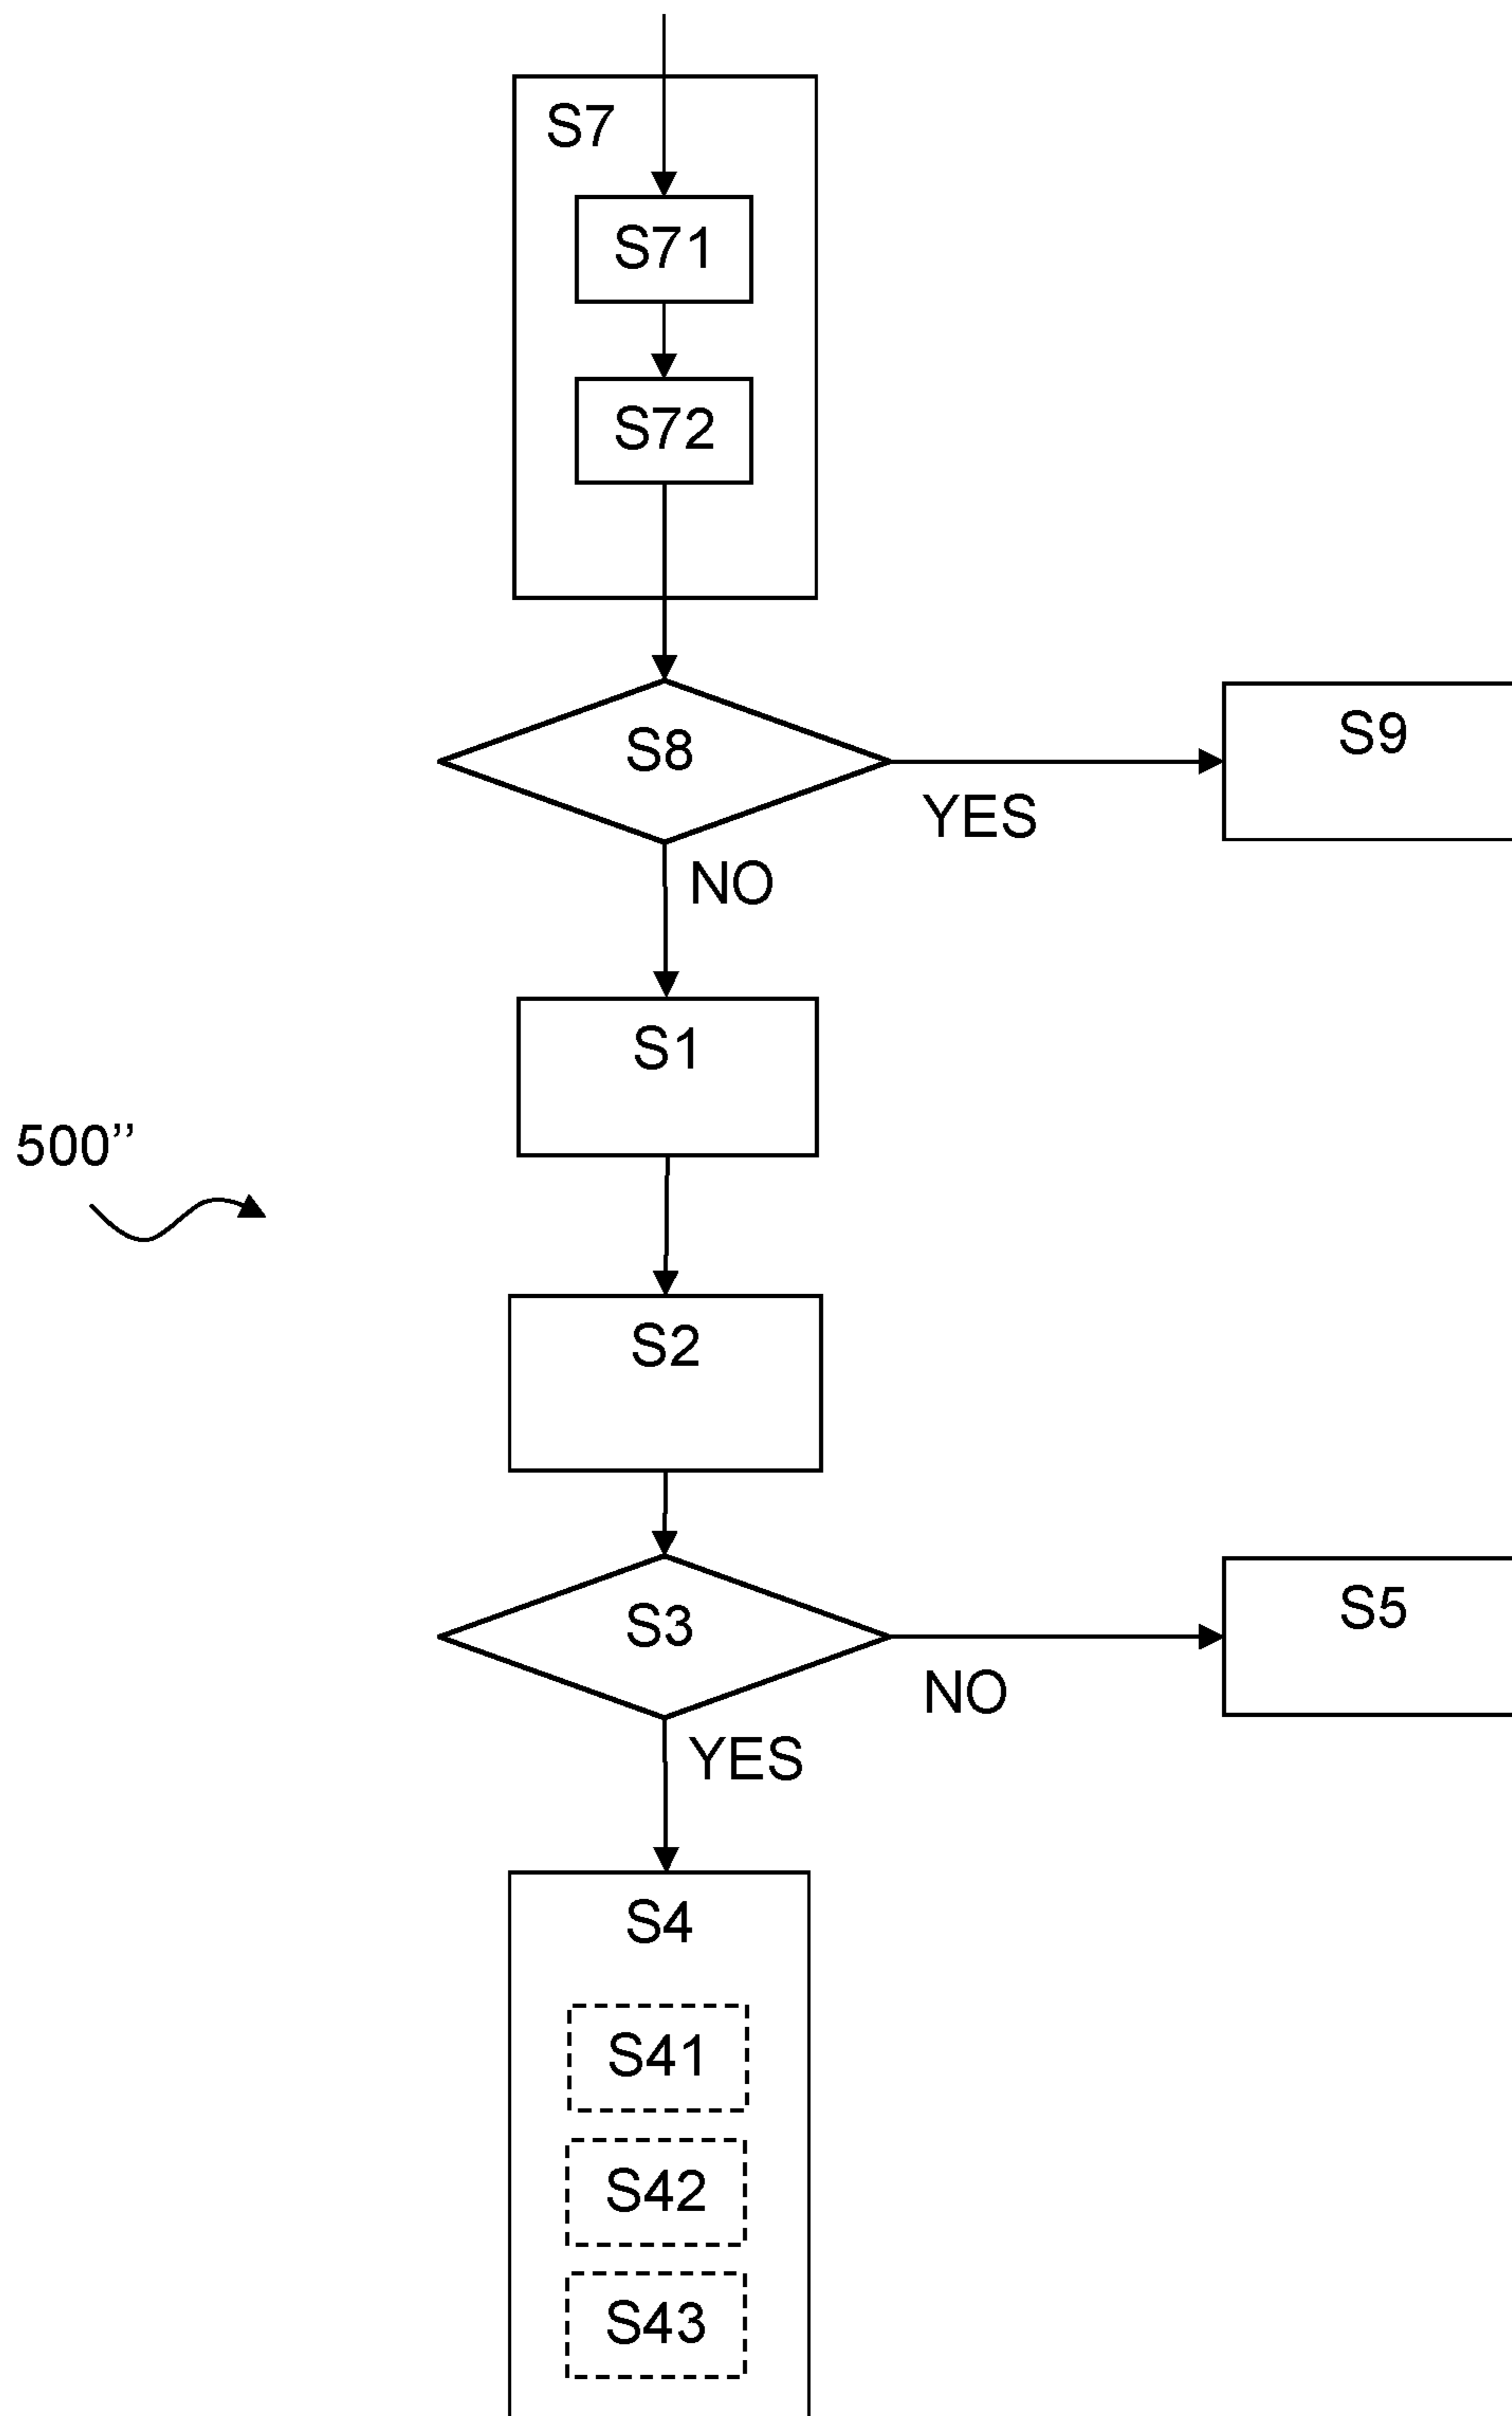 S7
S71
S72
S8
S9
YES
NO
S1
500’’
S2
S3
S5
NO
YES
S4
S41
S42
S43